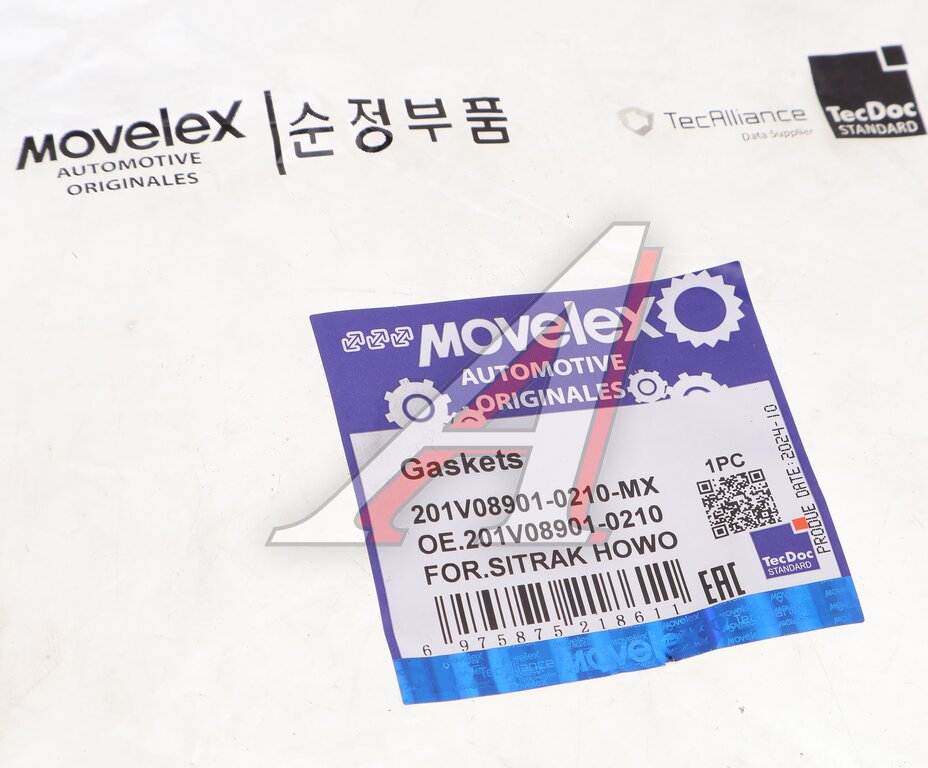 MOVelex
AUTOMOTIVE
ORIGINALES
순정부품
TecAlliance
Data Supplier
TecDoc
STANDARD
MOVelex
AUTOMOTIVE
ORIGINALES
Gaskets
201V08901-0210-MX
OE.201V08901-0210
FOR.SITRAK HOWO
1PC
PRODUE DATE:2024-10
TecDoc
STANDARD
EAC
6 975875 218611